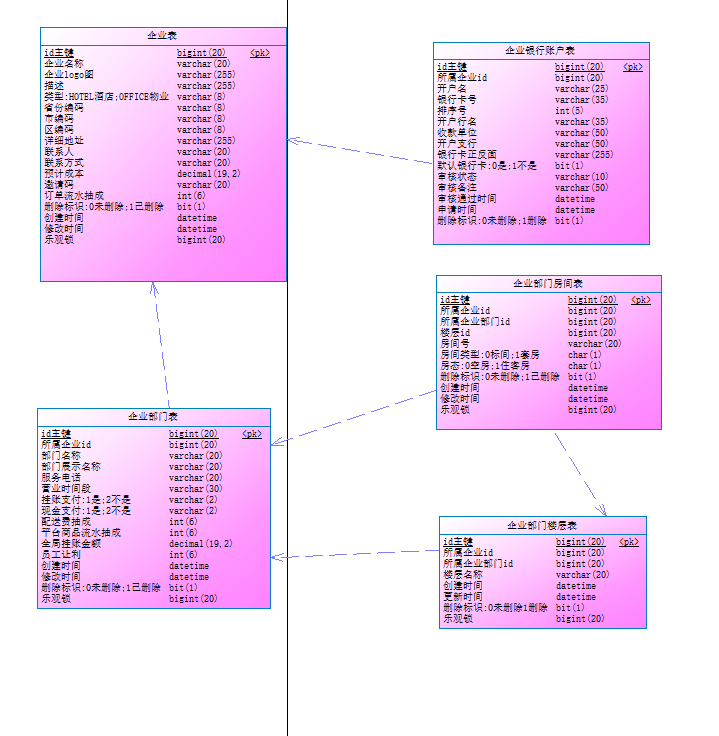 企业表
id主键 bigint(20) <pk>
企业名称 varchar(20)
企业logo图 varchar(255)
描述 varchar(255)
类型:HOTEL酒店;OFFICE物业 varchar(8)
省份编码 varchar(8)
市编码 varchar(8)
区编码 varchar(8)
详细地址 varchar(255)
联系人 varchar(20)
联系方式 varchar(20)
预计成本 decimal(19,2)
邀请码 varchar(20)
订单流水抽成 int(6)
删除标识:0未删除;1已删除 bit(1)
创建时间 datetime
修改时间 datetime
乐观锁 bigint(20)
企业银行账户表
id主键 bigint(20) <pk>
所属企业id bigint(20)
开户名 varchar(25)
银行卡号 varchar(35)
排序号 int(5)
开户行名 varchar(35)
收款单位 varchar(50)
开户支行 varchar(50)
银行卡正反面 varchar(255)
默认银行卡:0是;1不是 bit(1)
审核状态 varchar(10)
审核备注 varchar(50)
审核通过时间 datetime
申请时间 datetime
删除标识:0未删除;1删除 bit(1)
企业部门房间表
id主键 bigint(20) <pk>
所属企业id bigint(20)
所属企业部门id bigint(20)
楼层id bigint(20)
房间号 varchar(20)
房间类型:0标间;1套房 char(1)
房态:0空房;1住客房 char(1)
删除标识:0未删除;1已删除 bit(1)
创建时间 datetime
修改时间 datetime
乐观锁 bigint(20)
企业部门表
id主键 bigint(20) <pk>
所属企业id bigint(20)
部门名称 varchar(20)
部门展示名称 varchar(20)
服务电话 varchar(20)
营业时间段 varchar(30)
挂账支付:1是;2不是 varchar(2)
现金支付:1是;2不是 varchar(2)
配送费抽成 int(6)
平台商品流水抽成 int(6)
全局挂账金额 decimal(19,2)
员工让利 int(6)
创建时间 datetime
修改时间 datetime
删除标识:0未删除;1已删除 bit(1)
乐观锁 bigint(20)
企业部门楼层表
id主键 bigint(20) <pk>
所属企业id bigint(20)
所属企业部门id bigint(20)
楼层名称 varchar(20)
创建时间 datetime
更新时间 datetime
删除标识:0未删除1删除 bit(1)
乐观锁 bigint(20)